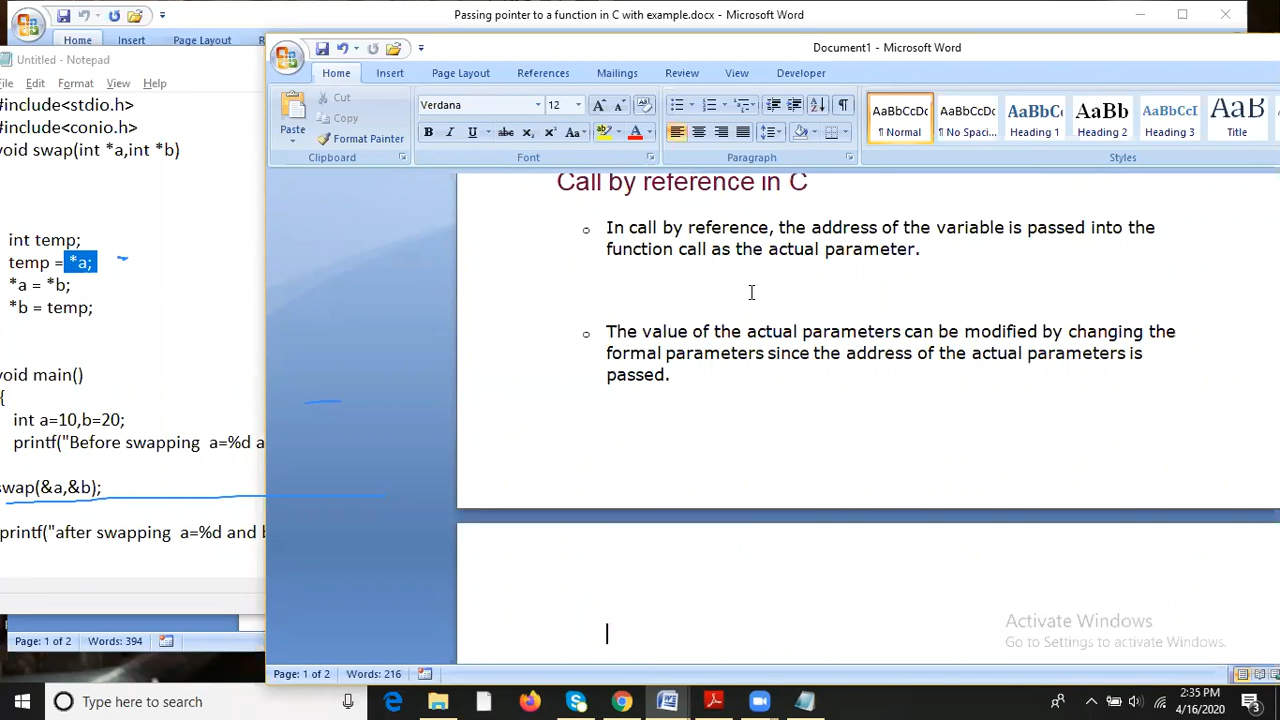 Passing pointer to a function in C with example.docx - Microsoft Word
Home Insert Page Layout
Untitled - Notepad
File Edit Format View Help
#include<stdio.h>
#include<conio.h>
void swap(int *a,int *b)
int temp;
temp = *a;
*a = *b;
*b = temp;
void main()
{
int a=10,b=20;
printf("Before swapping a=%d a
swap(&a,&b);
printf("after swapping a=%d and b
Page: 1 of 2 Words: 394
Document1 - Microsoft Word
Home Insert Page Layout References Mailings Review View Developer
Paste
Cut
Copy
Format Painter
Clipboard
Verdana 12
Font
Paragraph
AaBbCcDc AaBbCcDc AaBbCc AaBbC AaBbCcI AaB
¶ Normal ¶ No Spaci... Heading 1 Heading 2 Heading 3 Title
Styles
Call by reference in C
In call by reference, the address of the variable is passed into the
function call as the actual parameter.
The value of the actual parameters can be modified by changing the
formal parameters since the address of the actual parameters is
passed.
Activate Windows
Go to Settings to activate Windows.
Page: 1 of 2 Words: 216
Type here to search
2:35 PM
4/16/2020
3